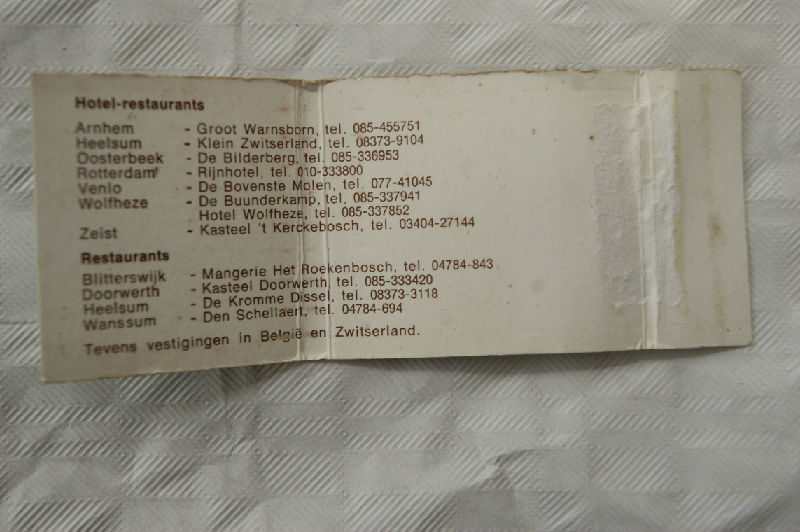 Hotel-restaurants
Arnhem - Groot Warnsborn, tel. 085-455751
Heelsum - Klein Zwitserland, tel. 08373-9104
Oosterbeek - De Bilderberg, tel. 085-336953
Rotterdam - Rijnhotel, tel. 010-333800
Venlo - De Bovenste Molen, tel. 077-41045
Wolfheze - De Buunderkamp, tel. 085-337941
Hotel Wolfheze, tel. 085-337852
Zeist - Kasteel 't Kerckebosch, tel. 03404-27144
Restaurants
Blitterswijk - Mangerie Het Roekenbosch, tel. 04784-843
Doorwerth - Kasteel Doorwerth, tel. 085-333420
Heelsum - De Kromme Dissel, tel. 08373-3118
Wanssum - Den Schellaert, tel. 04784-694
Tevens vestigingen in België en Zwitserland.